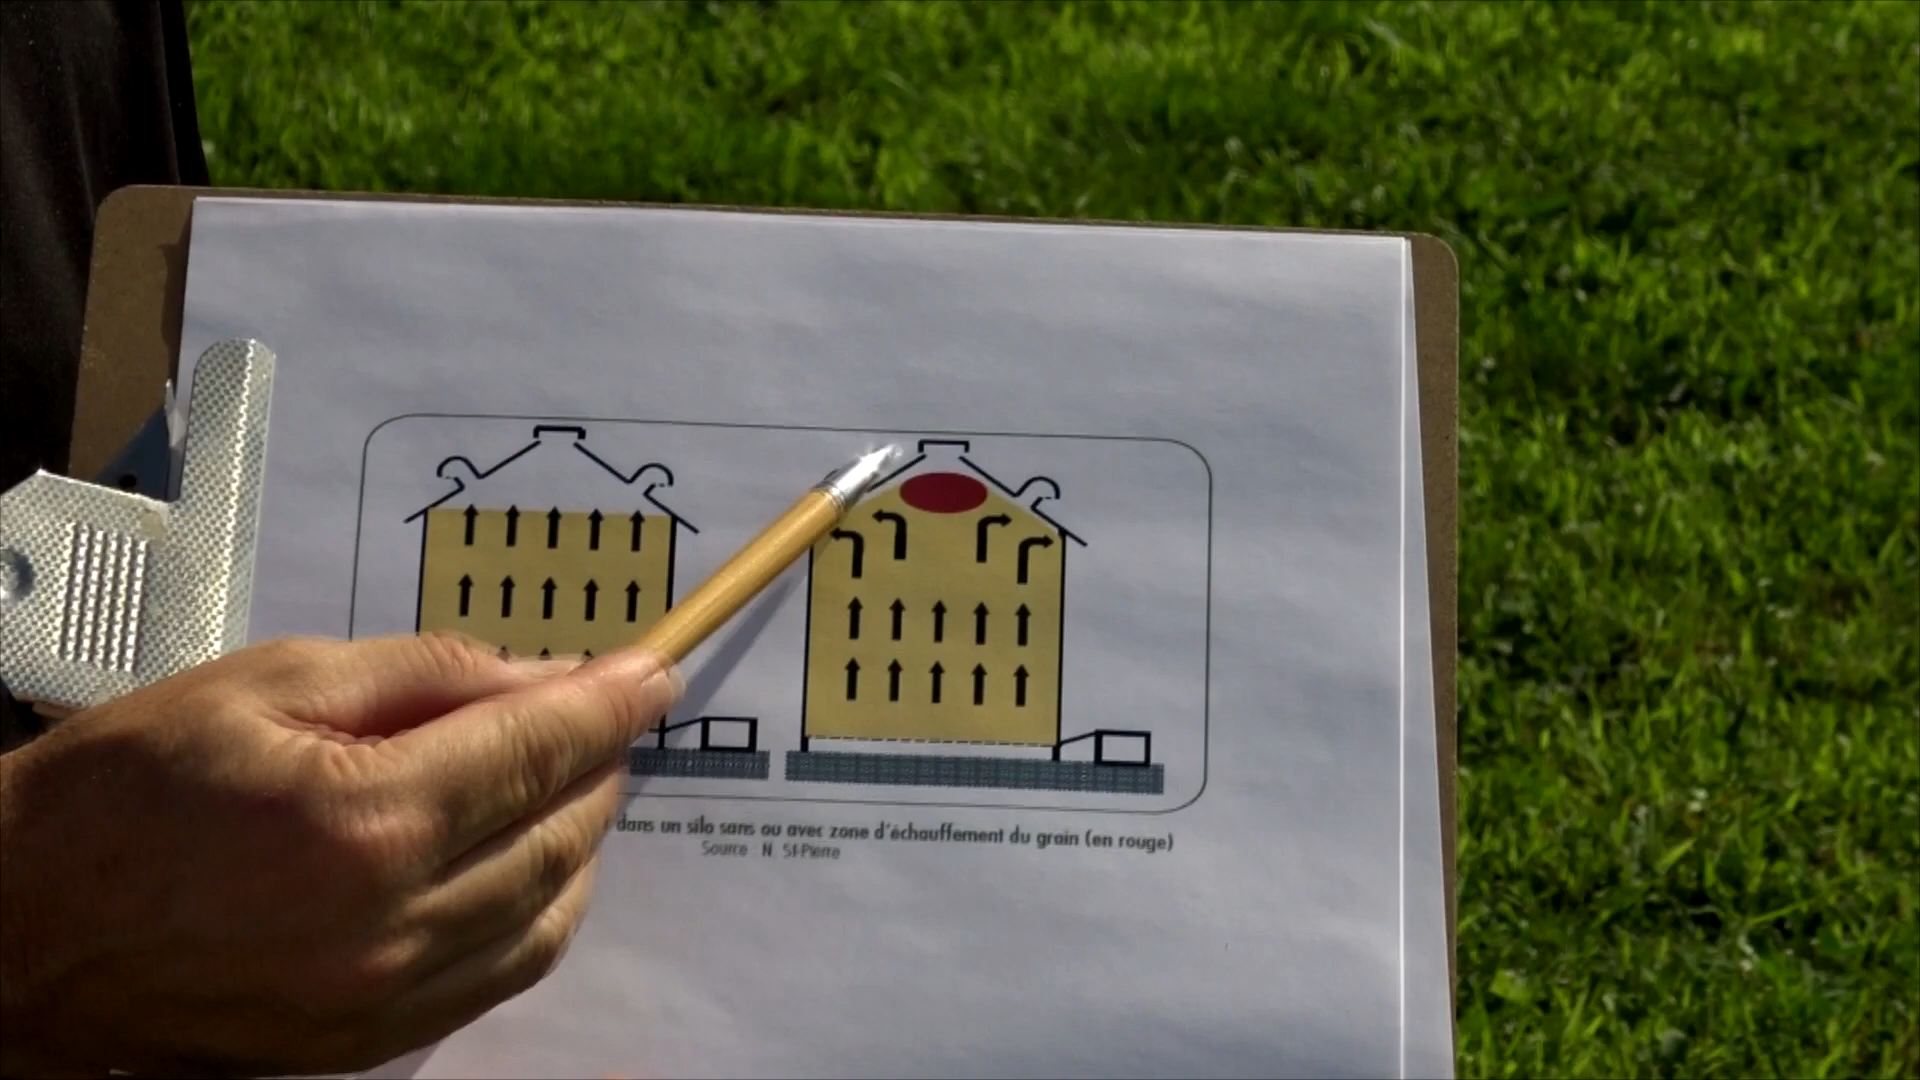 dans un silo sans ou avec zone d'échauffement du grain (en rouge)
Source N. St-Pierre